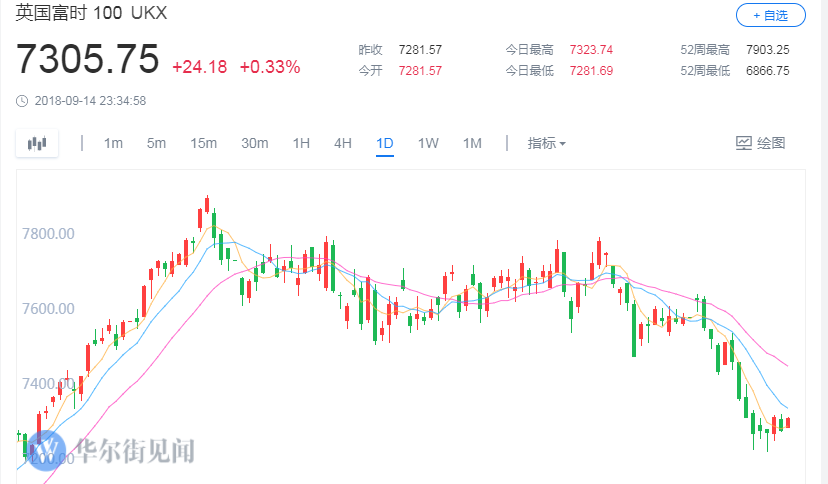 英国富时 100 UKX
+ 自选
7305.75 +24.18 +0.33%
昨收 7281.57 今日最高 7323.74 52周最高 7903.25
今开 7281.57 今日最低 7281.69 52周最低 6866.75
2018-09-14 23:34:58
1m 5m 15m 30m 1H 4H 1D 1W 1M 指标 绘图
7800.00
7600.00
7400.00
7200.00
W 华尔街见闻